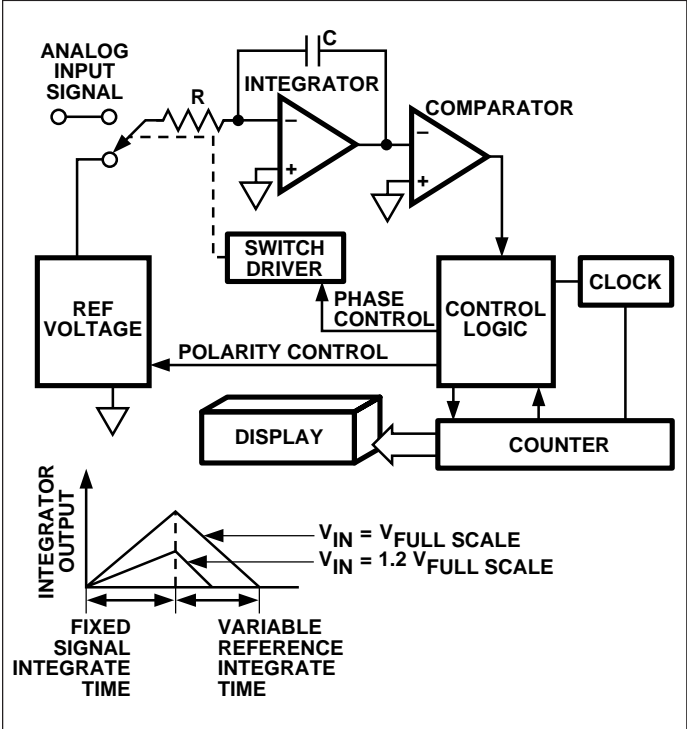 ANALOG
INPUT
SIGNAL
R
C
INTEGRATOR
−
+
COMPARATOR
−
+
SWITCH
DRIVER
REF
VOLTAGE
PHASE
CONTROL
CONTROL
LOGIC
CLOCK
POLARITY CONTROL
DISPLAY
COUNTER
INTEGRATOR
OUTPUT
VIN = VFULL SCALE
VIN = 1.2 VFULL SCALE
FIXED
SIGNAL
INTEGRATE
TIME
VARIABLE
REFERENCE
INTEGRATE
TIME